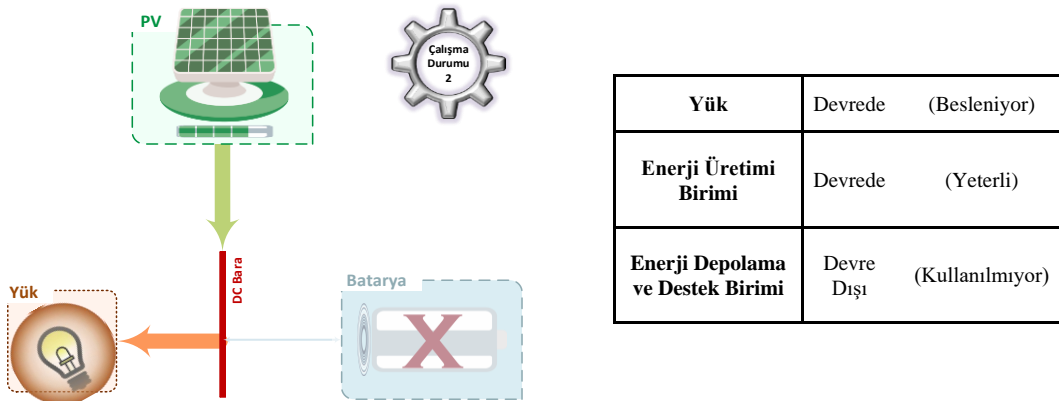 PV
Çalışma
Durumu
2
DC Bara
Yük
Batarya
X
Yük Devrede (Besleniyor)
Enerji Üretimi
Birimi Devrede (Yeterli)
Enerji Depolama
ve Destek Birimi Devre
Dışı (Kullanılmıyor)